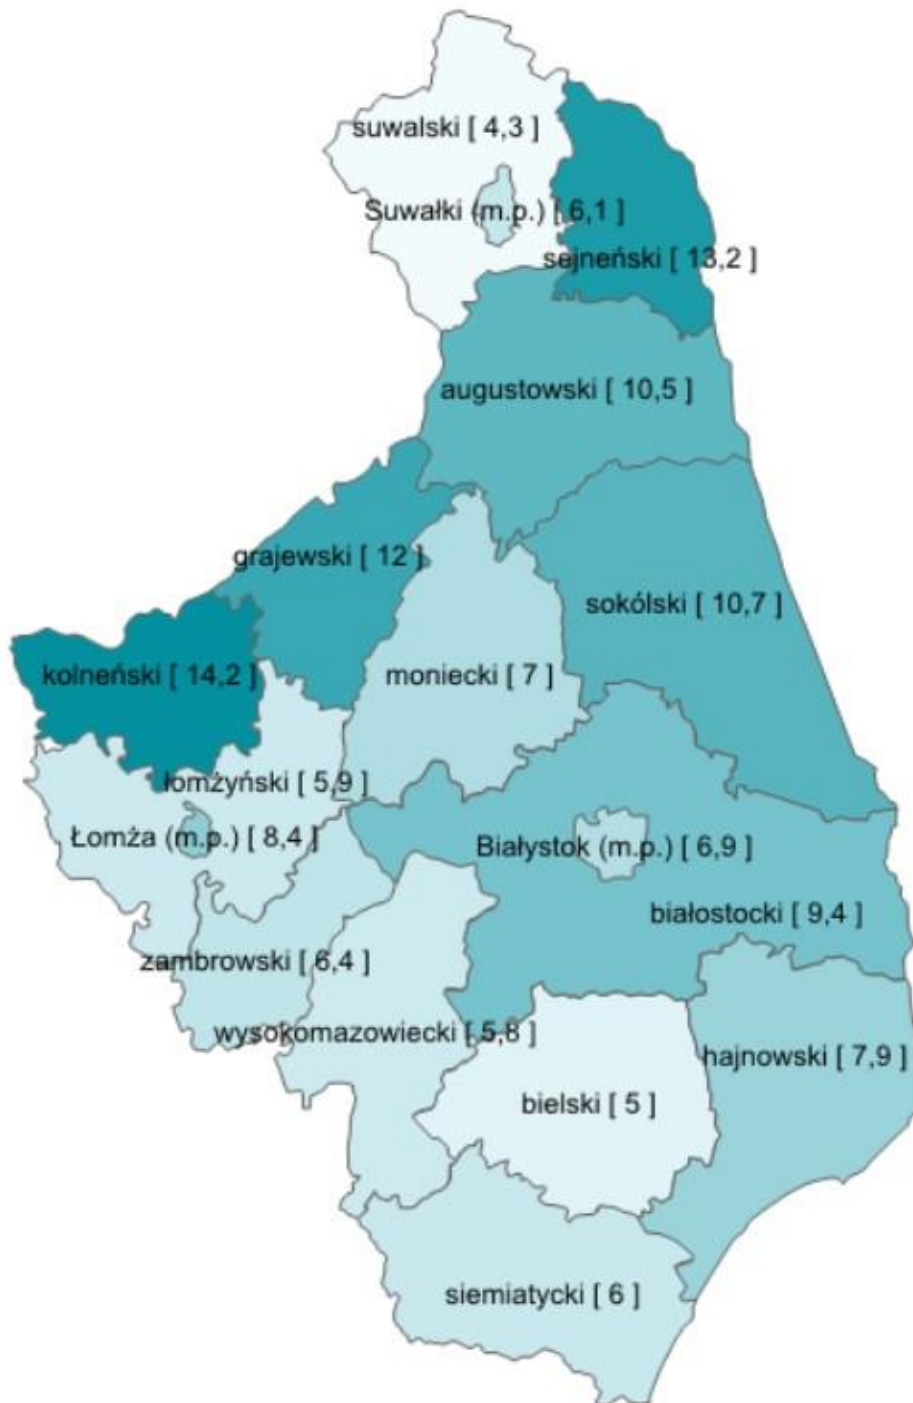 suwalski [ 4,3 ]
Suwałki (m.p.) [ 6,1 ]
sejneński [ 13,2 ]
augustowski [ 10,5 ]
grajewski [ 12 ]
sokólski [ 10,7 ]
kolneński [ 14,2 ]
moniecki [ 7 ]
łomżyński [ 5,9 ]
Łomża (m.p.) [ 8,4 ]
Białystok (m.p.) [ 6,9 ]
białostocki [ 9,4 ]
zambrowski [ 6,4 ]
wysokomazowiecki [ 5,8 ]
hajnowski [ 7,9 ]
bielski [ 5 ]
siemiatycki [ 6 ]